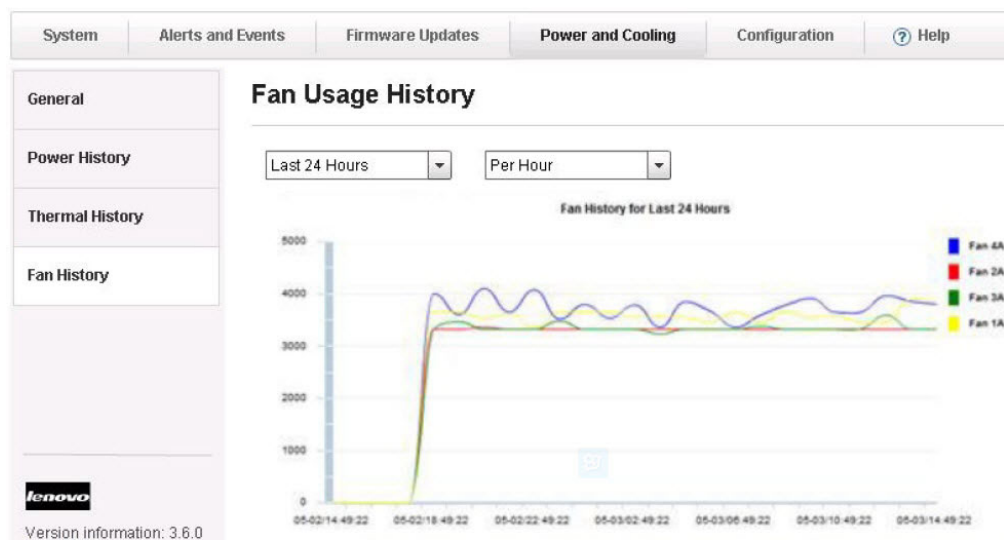 System Alerts and Events Firmware Updates Power and Cooling Configuration ? Help
General
Power History
Thermal History
Fan History
Fan Usage History
Last 24 Hours Per Hour
Fan History for Last 24 Hours
5000
4000
3000
2000
1000
0
05-02/14:49:22 05-02/18:49:22 05-02/22:49:22 05-03/02:49:22 05-03/06:49:22 05-03/10:49:22 05-03/14:49:22
Fan 4A
Fan 2A
Fan 3A
Fan 1A
lenovo
Version information: 3.6.0